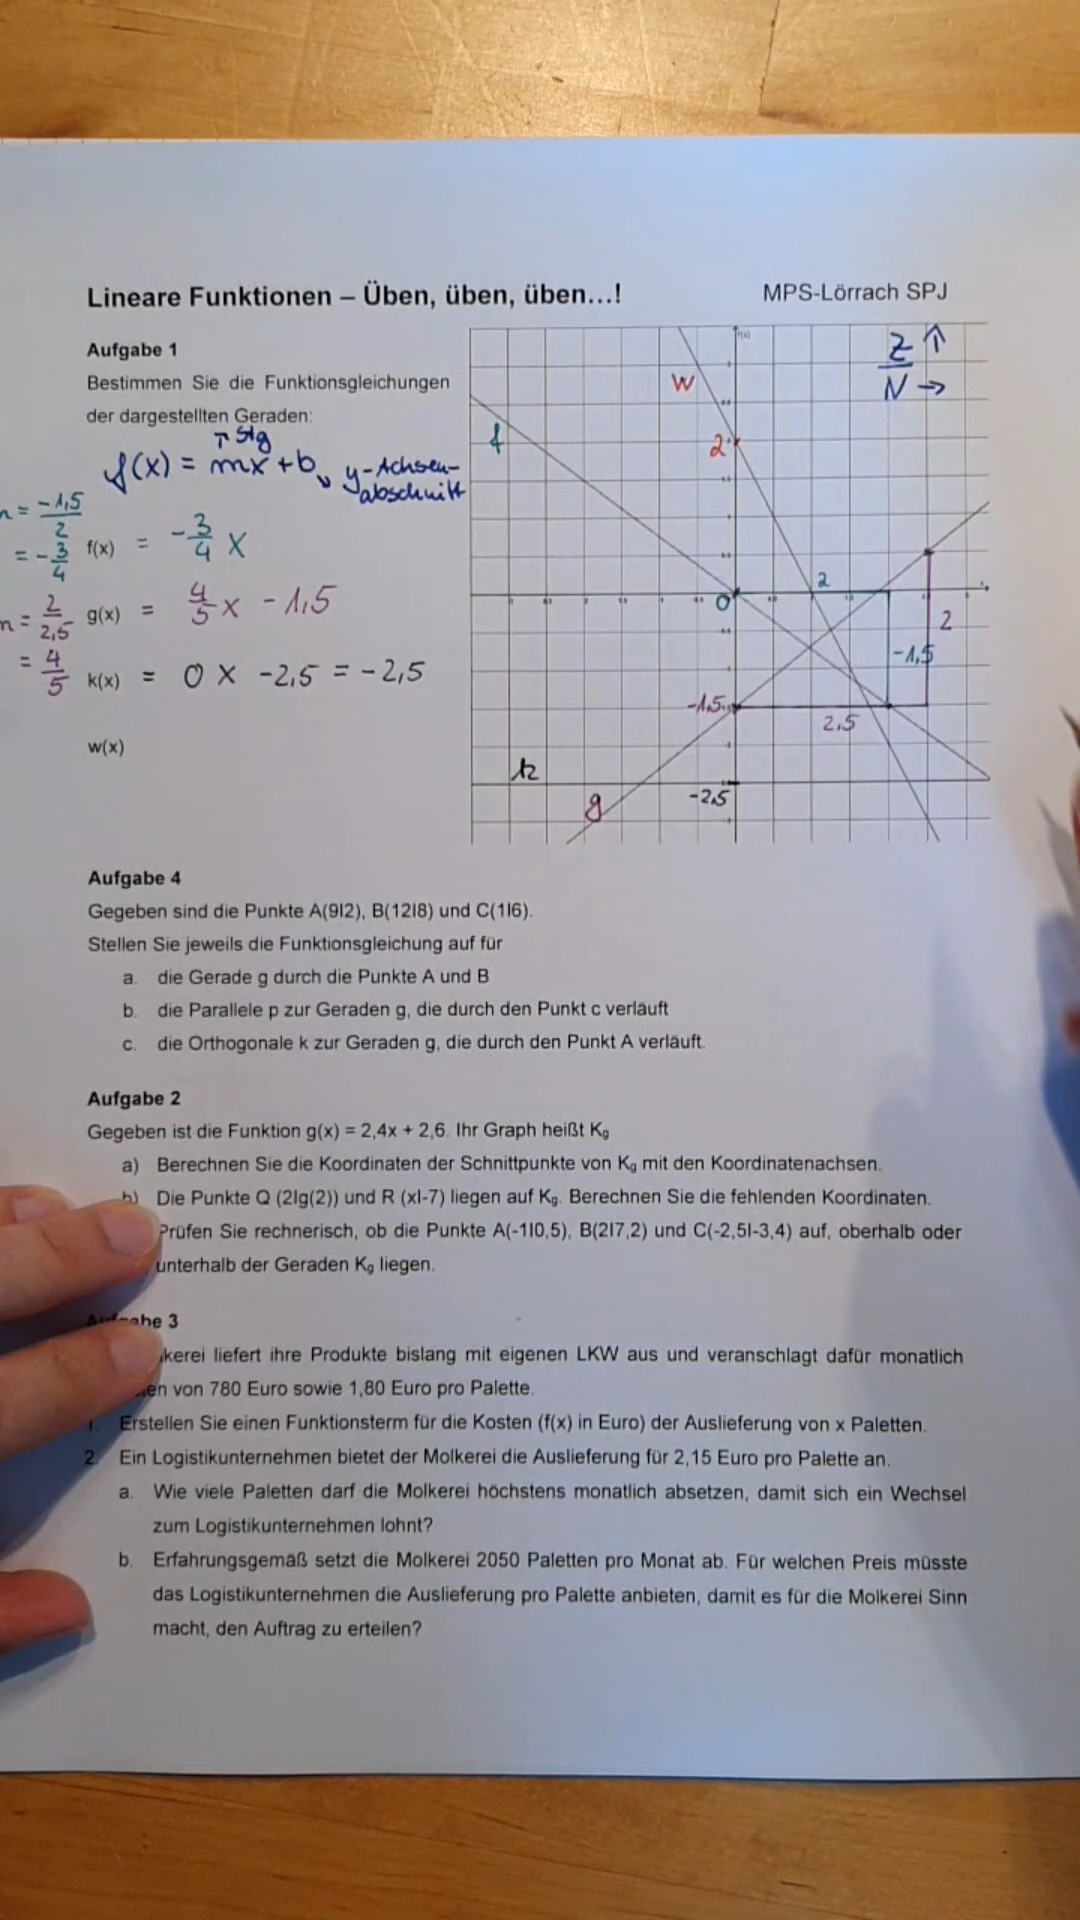 Lineare Funktionen – Üben, üben, üben...!
MPS-Lörrach SPJ
Aufgabe 1
Bestimmen Sie die Funktionsgleichungen
der dargestellten Geraden:
↑ Stg
f(x) = mx + b ↘ y-Achsen-
abschnitt
= -1,5/2
= -3/4
f(x) = -3/4 x
= 2/2,5
= 4/5
g(x) = 4/5 x - 1,5
k(x) = 0 x - 2,5 = -2,5
w(x)
f
W
2
Z ↑
N →
0
2
2
-1,5
-1,5
2,5
k
g
-2,5
Aufgabe 4
Gegeben sind die Punkte A(9I2), B(12I8) und C(1I6).
Stellen Sie jeweils die Funktionsgleichung auf für
a. die Gerade g durch die Punkte A und B
b. die Parallele p zur Geraden g, die durch den Punkt c verläuft
c. die Orthogonale k zur Geraden g, die durch den Punkt A verläuft.
Aufgabe 2
Gegeben ist die Funktion g(x) = 2,4x + 2,6. Ihr Graph heißt Kg
a) Berechnen Sie die Koordinaten der Schnittpunkte von Kg mit den Koordinatenachsen.
b) Die Punkte Q (2Ig(2)) und R (xI-7) liegen auf Kg. Berechnen Sie die fehlenden Koordinaten.
Prüfen Sie rechnerisch, ob die Punkte A(-1I0,5), B(2I7,2) und C(-2,5I-3,4) auf, oberhalb oder
unterhalb der Geraden Kg liegen.
Aufgabe 3
kerei liefert ihre Produkte bislang mit eigenen LKW aus und veranschlagt dafür monatlich
en von 780 Euro sowie 1,80 Euro pro Palette.
1. Erstellen Sie einen Funktionsterm für die Kosten (f(x) in Euro) der Auslieferung von x Paletten.
2. Ein Logistikunternehmen bietet der Molkerei die Auslieferung für 2,15 Euro pro Palette an.
a. Wie viele Paletten darf die Molkerei höchstens monatlich absetzen, damit sich ein Wechsel
zum Logistikunternehmen lohnt?
b. Erfahrungsgemäß setzt die Molkerei 2050 Paletten pro Monat ab. Für welchen Preis müsste
das Logistikunternehmen die Auslieferung pro Palette anbieten, damit es für die Molkerei Sinn
macht, den Auftrag zu erteilen?